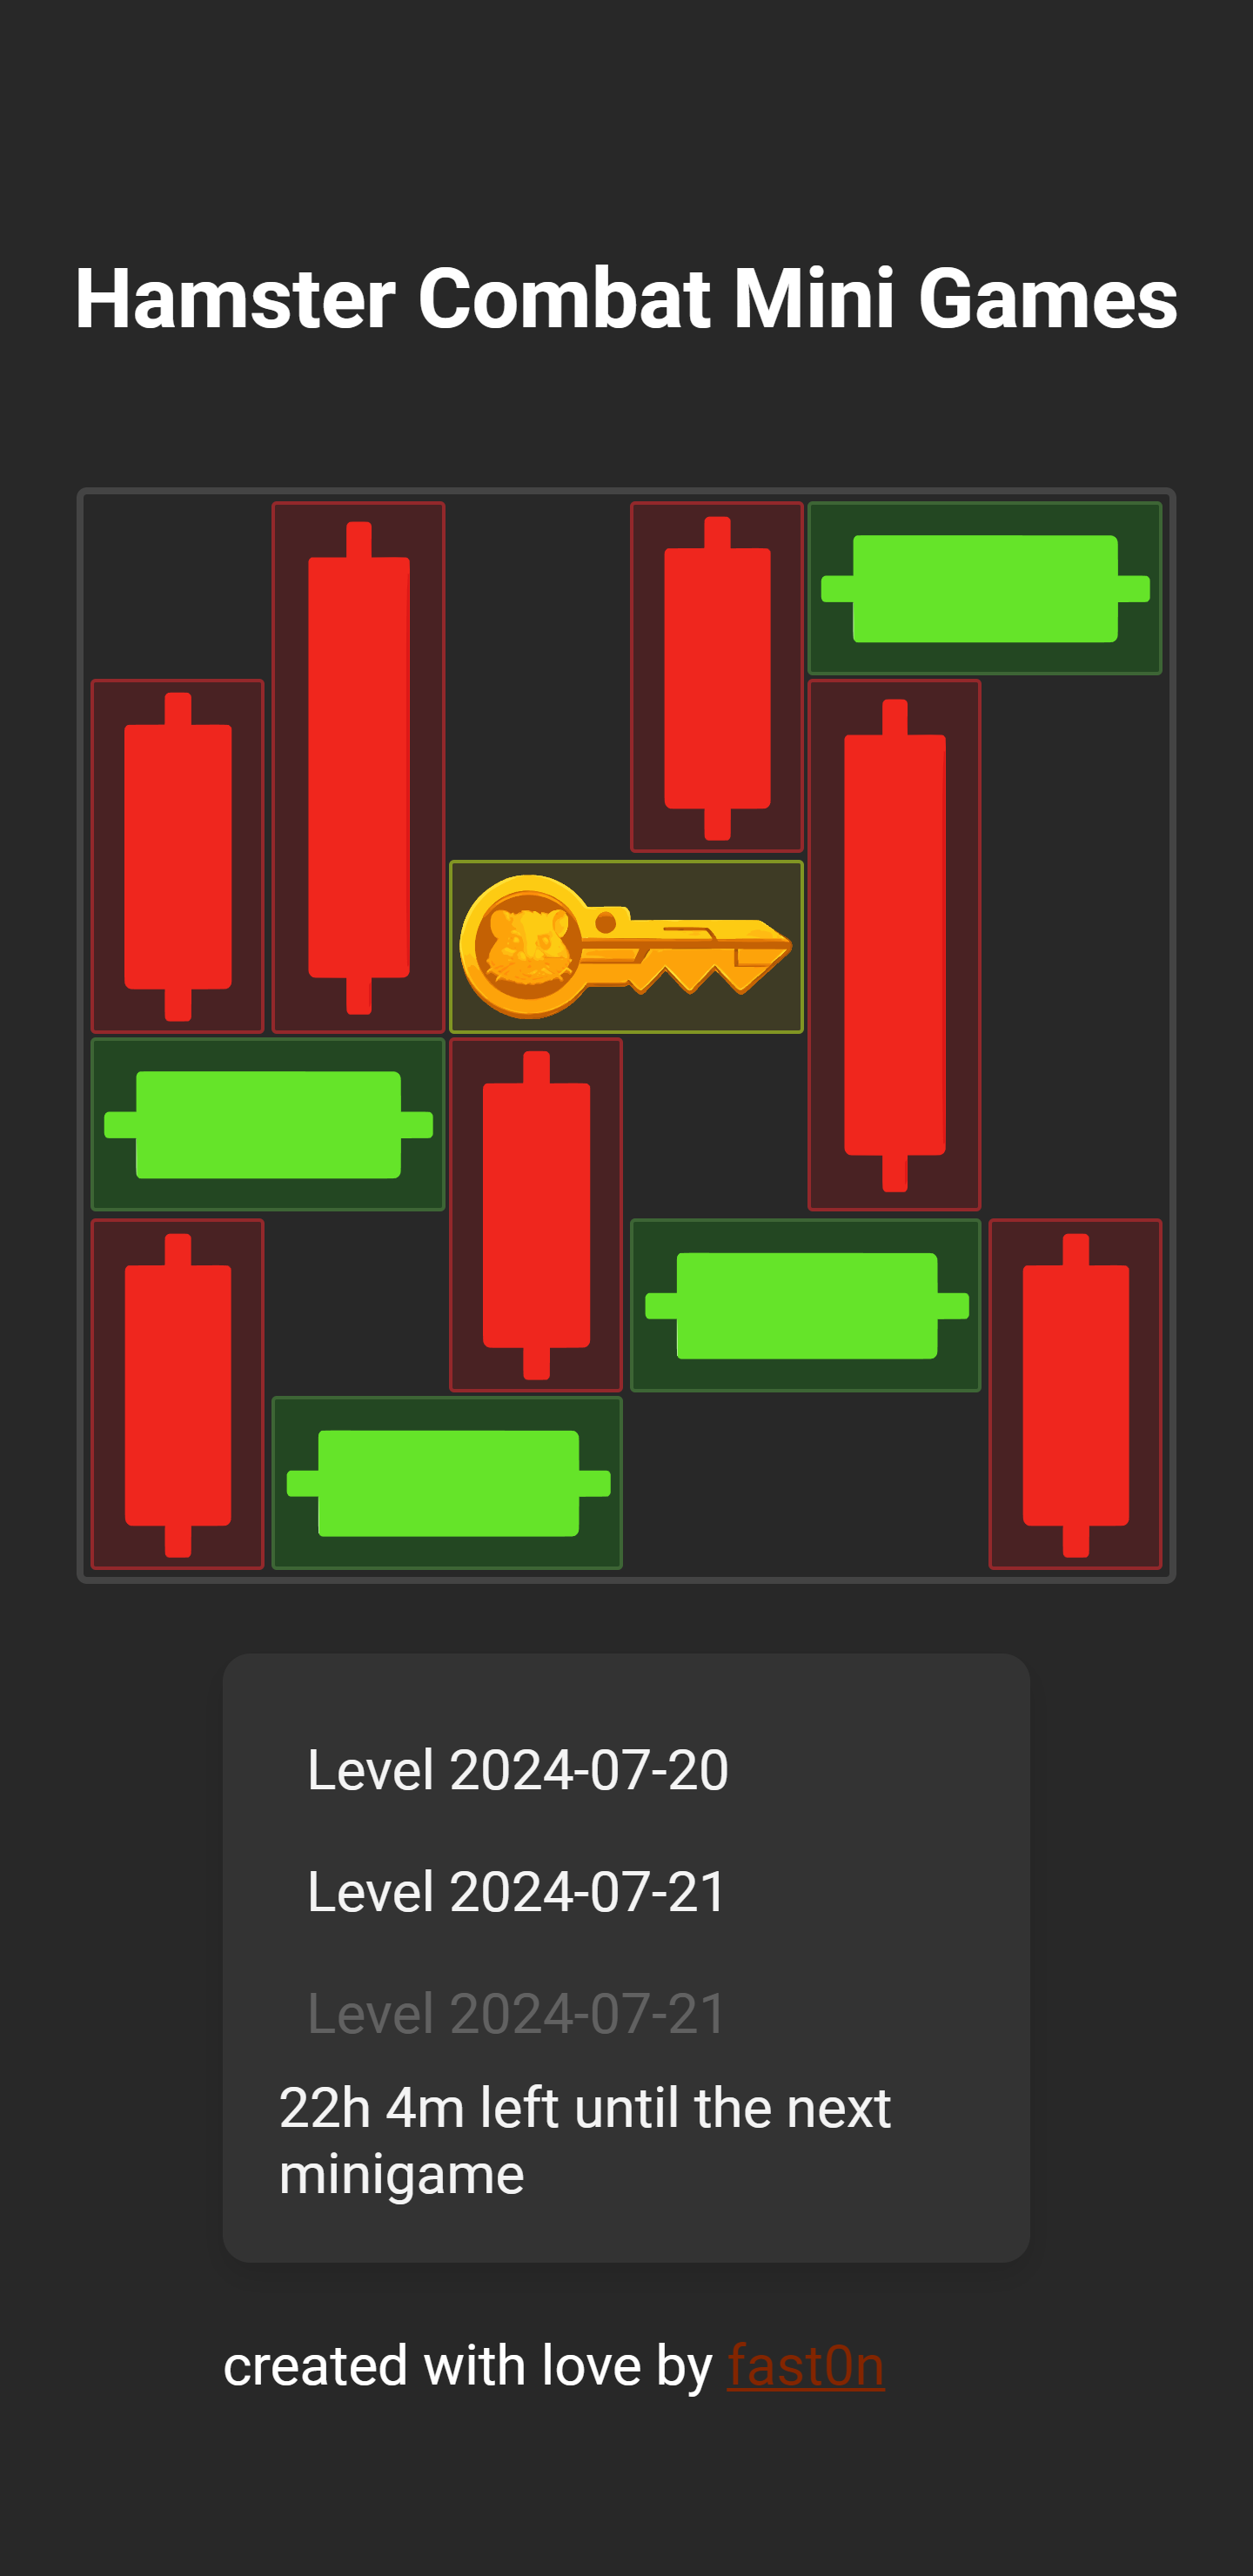 Hamster Combat Mini Games
Level 2024-07-20
Level 2024-07-21
Level 2024-07-21
22h 4m left until the next
minigame
created with love by fast0n